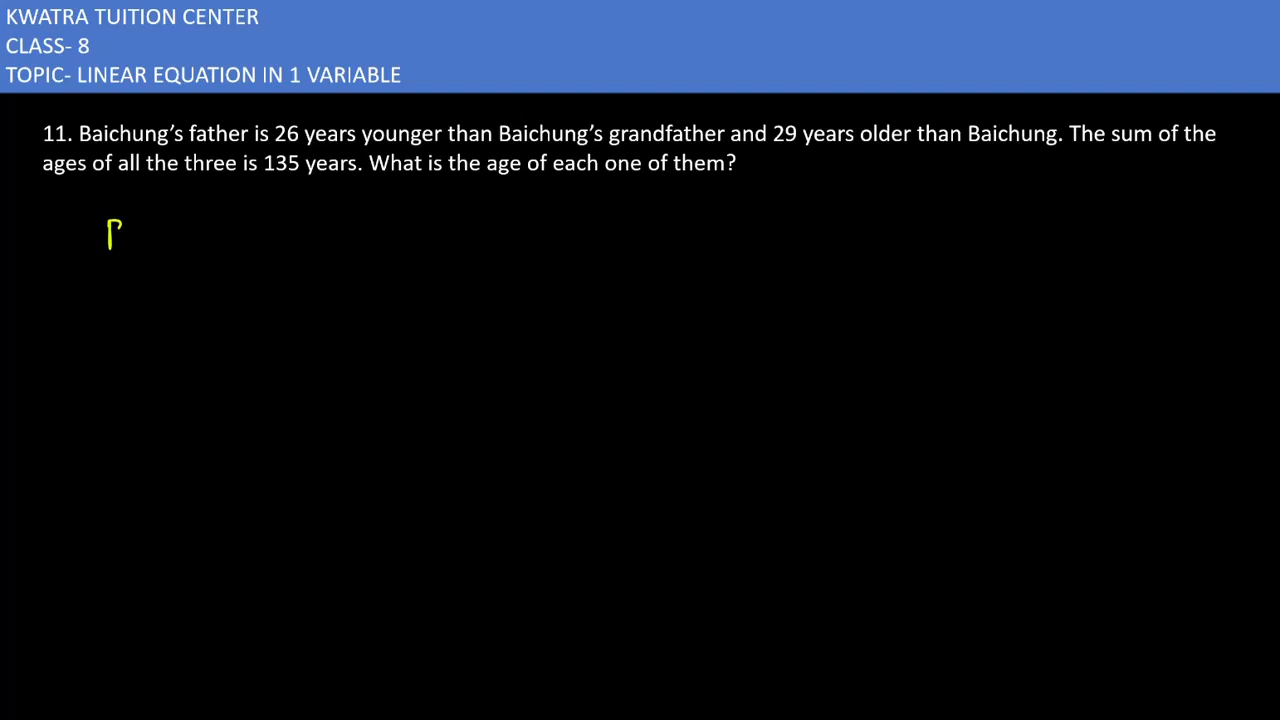 KWATRA TUITION CENTER
CLASS- 8
TOPIC- LINEAR EQUATION IN 1 VARIABLE
11. Baichung’s father is 26 years younger than Baichung’s grandfather and 29 years older than Baichung. The sum of the
ages of all the three is 135 years. What is the age of each one of them?